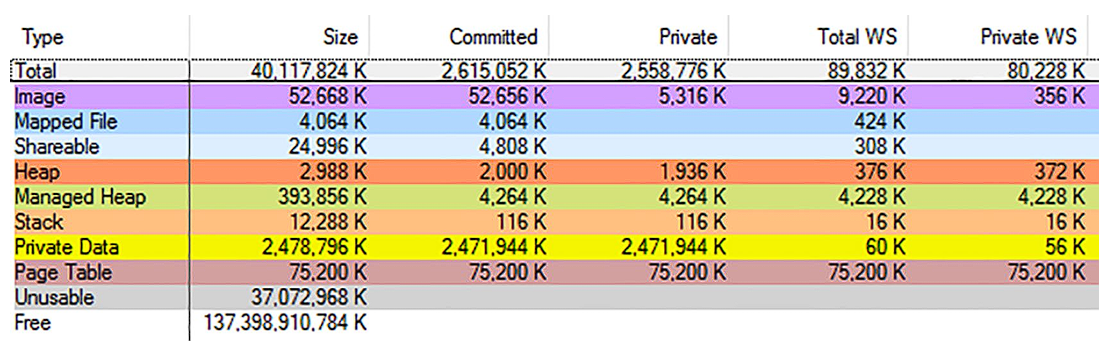 Type Size Committed Private Total WS Private WS
Total 40,117,824 K 2,615,052 K 2,558,776 K 89,832 K 80,228 K
Image 52,668 K 52,656 K 5,316 K 9,220 K 356 K
Mapped File 4,064 K 4,064 K 424 K
Shareable 24,996 K 4,808 K 308 K
Heap 2,988 K 2,000 K 1,936 K 376 K 372 K
Managed Heap 393,856 K 4,264 K 4,264 K 4,228 K 4,228 K
Stack 12,288 K 116 K 116 K 16 K 16 K
Private Data 2,478,796 K 2,471,944 K 2,471,944 K 60 K 56 K
Page Table 75,200 K 75,200 K 75,200 K 75,200 K 75,200 K
Unusable 37,072,968 K
Free 137,398,910,784 K